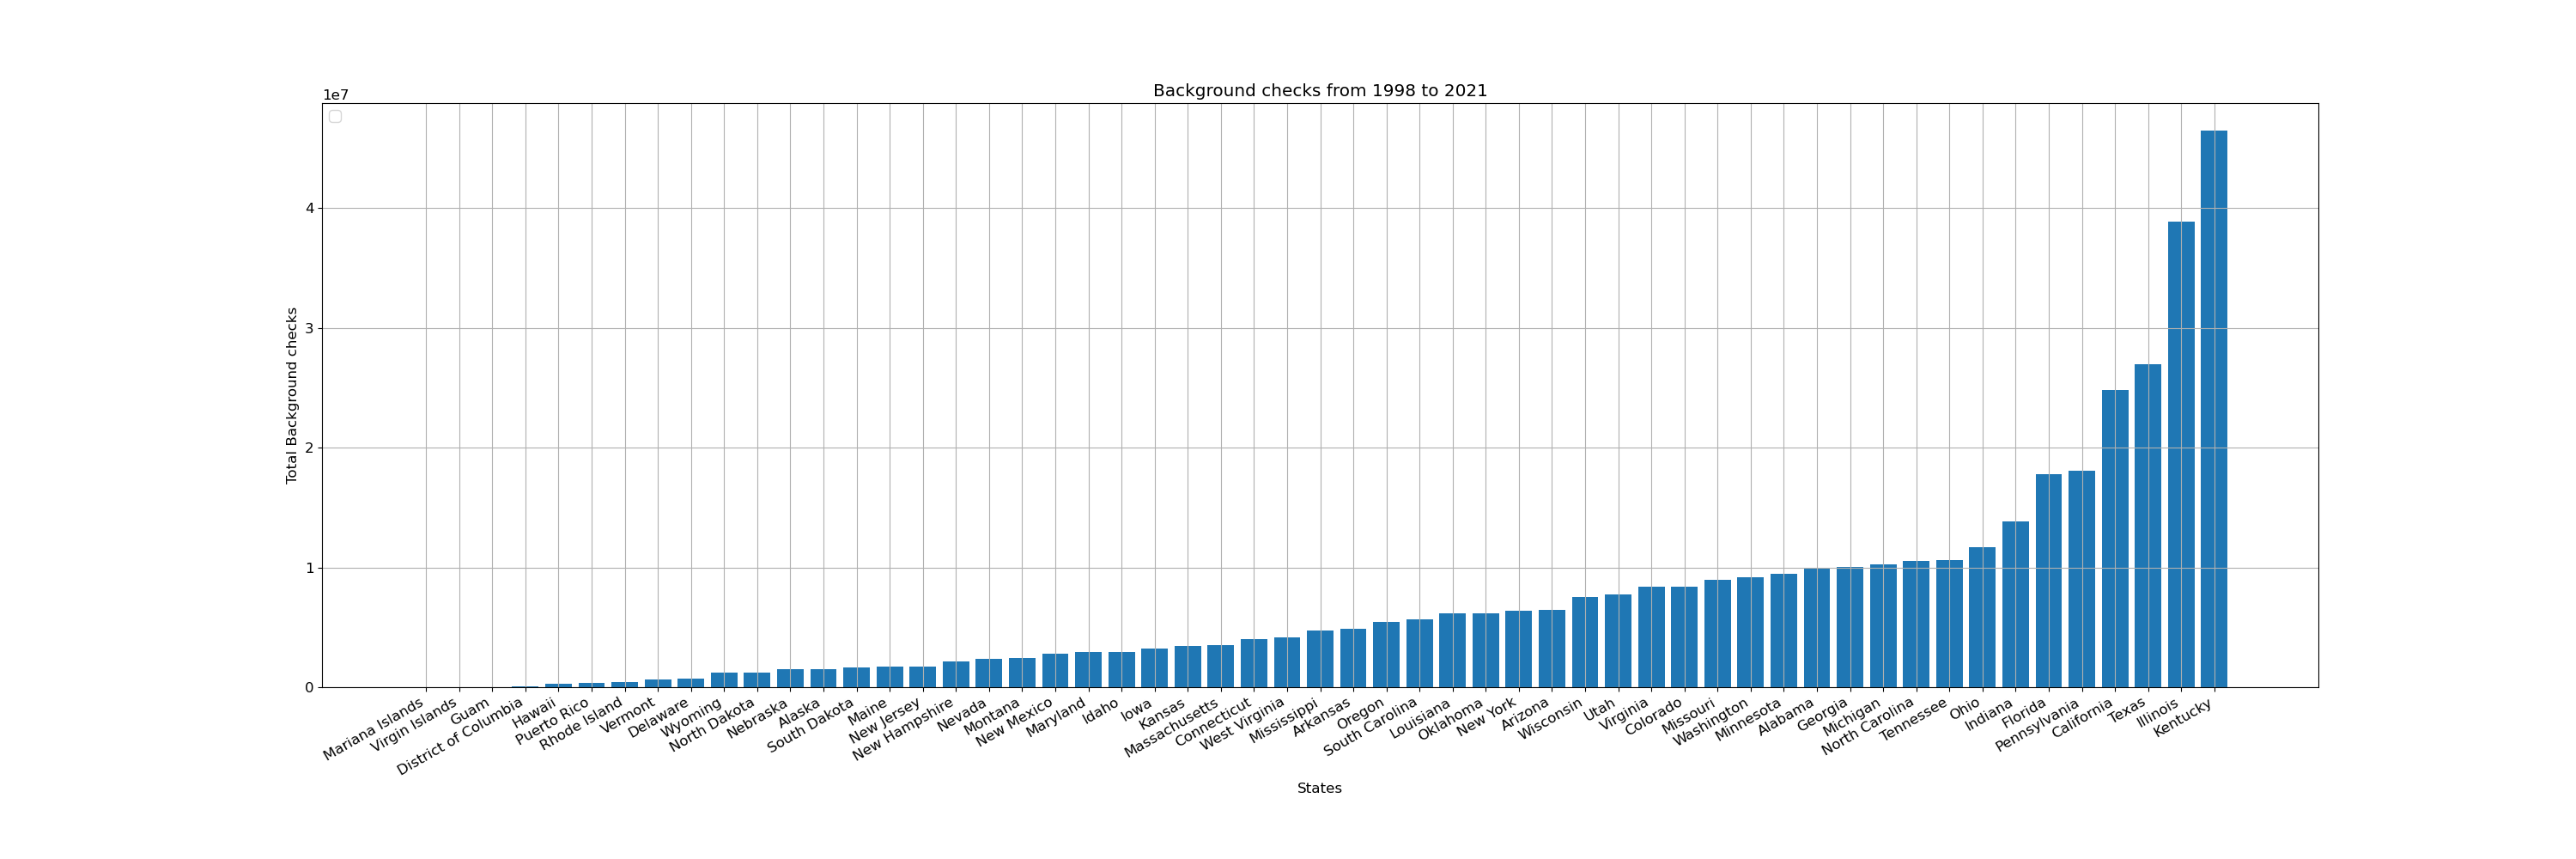 Background checks from 1998 to 2021
1e7
4
3
2
1
0
Total Background checks
Mariana Islands
Virgin Islands
Guam
District of Columbia
Hawaii
Puerto Rico
Rhode Island
Vermont
Delaware
Wyoming
North Dakota
Nebraska
Alaska
South Dakota
Maine
New Jersey
New Hampshire
Nevada
Montana
New Mexico
Maryland
Idaho
Iowa
Kansas
Massachusetts
Connecticut
West Virginia
Mississippi
Arkansas
Oregon
South Carolina
Louisiana
Oklahoma
New York
Arizona
Wisconsin
Utah
Virginia
Colorado
Missouri
Washington
Minnesota
Alabama
Georgia
Michigan
North Carolina
Tennessee
Ohio
Indiana
Florida
Pennsylvania
California
Texas
Illinois
Kentucky
States